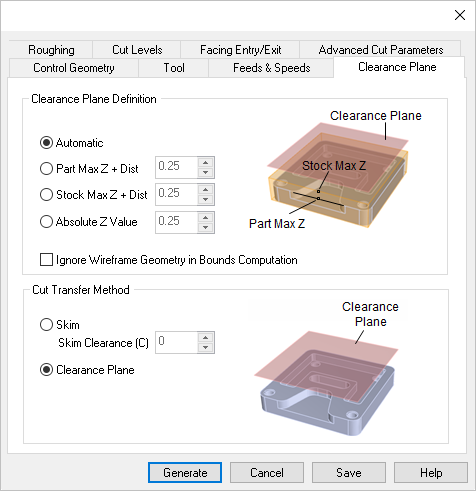 Roughing Cut Levels Facing Entry/Exit Advanced Cut Parameters
Control Geometry Tool Feeds & Speeds Clearance Plane
Clearance Plane Definition
Clearance Plane
Automatic
Part Max Z + Dist 0.25
Stock Max Z
Stock Max Z + Dist 0.25
Absolute Z Value 0.25
Part Max Z
Ignore Wireframe Geometry in Bounds Computation
Cut Transfer Method
Clearance
Plane
Skim
Skim Clearance (C) 0
Clearance Plane
Generate Cancel Save Help